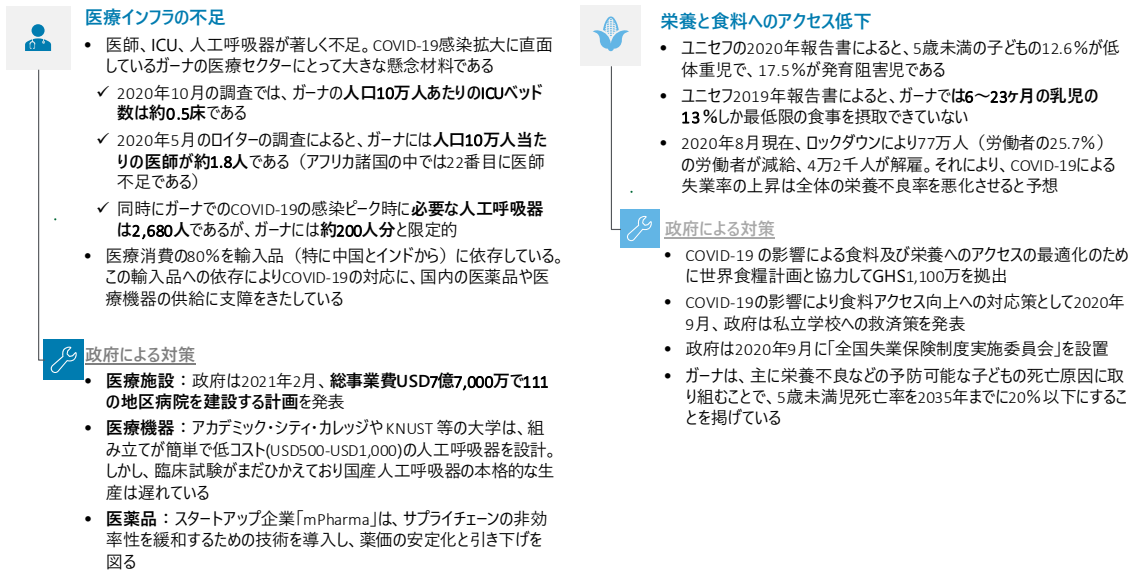 医療インフラの不足
• 医師、ICU、人工呼吸器が著しく不足。COVID-19感染拡大に直面
しているガーナの医療セクターにとって大きな懸念材料である
✓ 2020年10月の調査では、ガーナの人口10万人あたりのICUベッド
数は約0.5床である
✓ 2020年5月のロイターの調査によると、ガーナには人口10万人当た
りの医師が約1.8人である（アフリカ諸国の中では22番目に医師
不足である）
✓ 同時にガーナでのCOVID-19の感染ピーク時に必要な人工呼吸器
は2,680人であるが、ガーナには約200人分と限定的
• 医療消費の80％を輸入品（特に中国とインドから）に依存している。
この輸入品への依存によりCOVID-19の対応に、国内の医薬品や医
療機器の供給に支障をきたしている
政府による対策
• 医療施設：政府は2021年2月、総事業費USD7億7,000万で111
の地区病院を建設する計画を発表
• 医療機器：アカデミック・シティ・カレッジや KNUST 等の大学は、組
み立てが簡単で低コスト(USD500-USD1,000)の人工呼吸器を設計。
しかし、臨床試験がまだひかえており国産人工呼吸器の本格的な生
産は遅れている
• 医薬品：スタートアップ企業「mPharma」は、サプライチェーンの非効
率性を緩和するための技術を導入し、薬価の安定化と引き下げを
図る
栄養と食料へのアクセス低下
• ユニセフの2020年報告書によると、5歳未満の子どもの12.6％が低
体重児で、17.5％が発育阻害児である
• ユニセフ2019年報告書によると、ガーナでは6～23ヶ月の乳児の
13％しか最低限の食事を摂取できていない
• 2020年8月現在、ロックダウンにより77万人（労働者の25.7％）
の労働者が減給、4万2千人が解雇。それにより、COVID-19による
失業率の上昇は全体の栄養不良率を悪化させると予想
政府による対策
• COVID-19 の影響による食料及び栄養へのアクセスの最適化のため
に世界食糧計画と協力してGHS1,100万を拠出
• COVID-19の影響により食料アクセス向上への対応策として2020年
9月、政府は私立学校への救済策を発表
• 政府は2020年9月に「全国失業保険制度実施委員会」を設置
• ガーナは、主に栄養不良などの予防可能な子どもの死亡原因に取
り組むことで、5歳未満児死亡率を2035年までに20％以下にするこ
とを掲げている